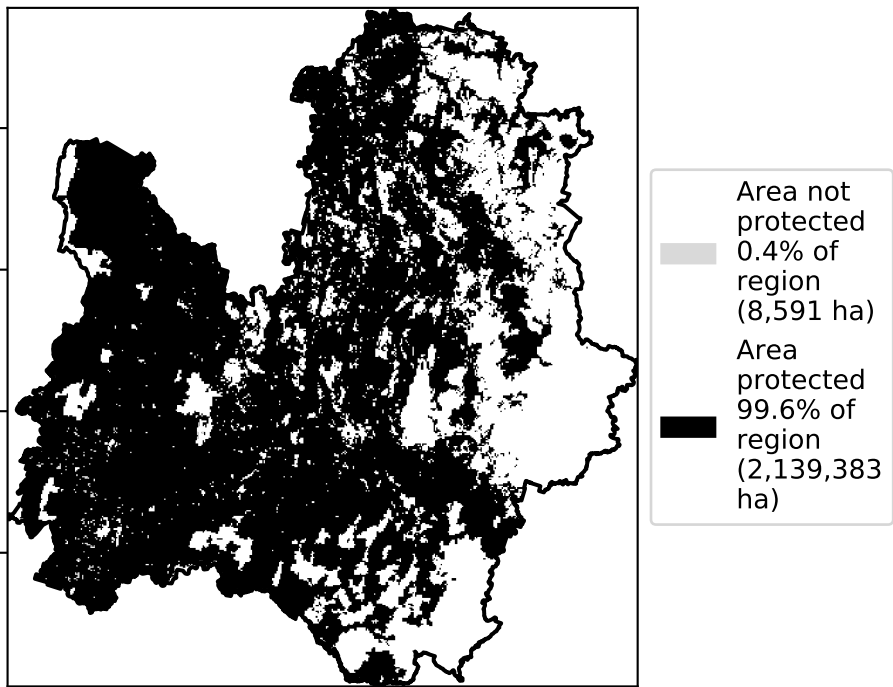 Area not
protected
0.4% of
region
(8,591 ha)
Area
protected
99.6% of
region
(2,139,383
ha)